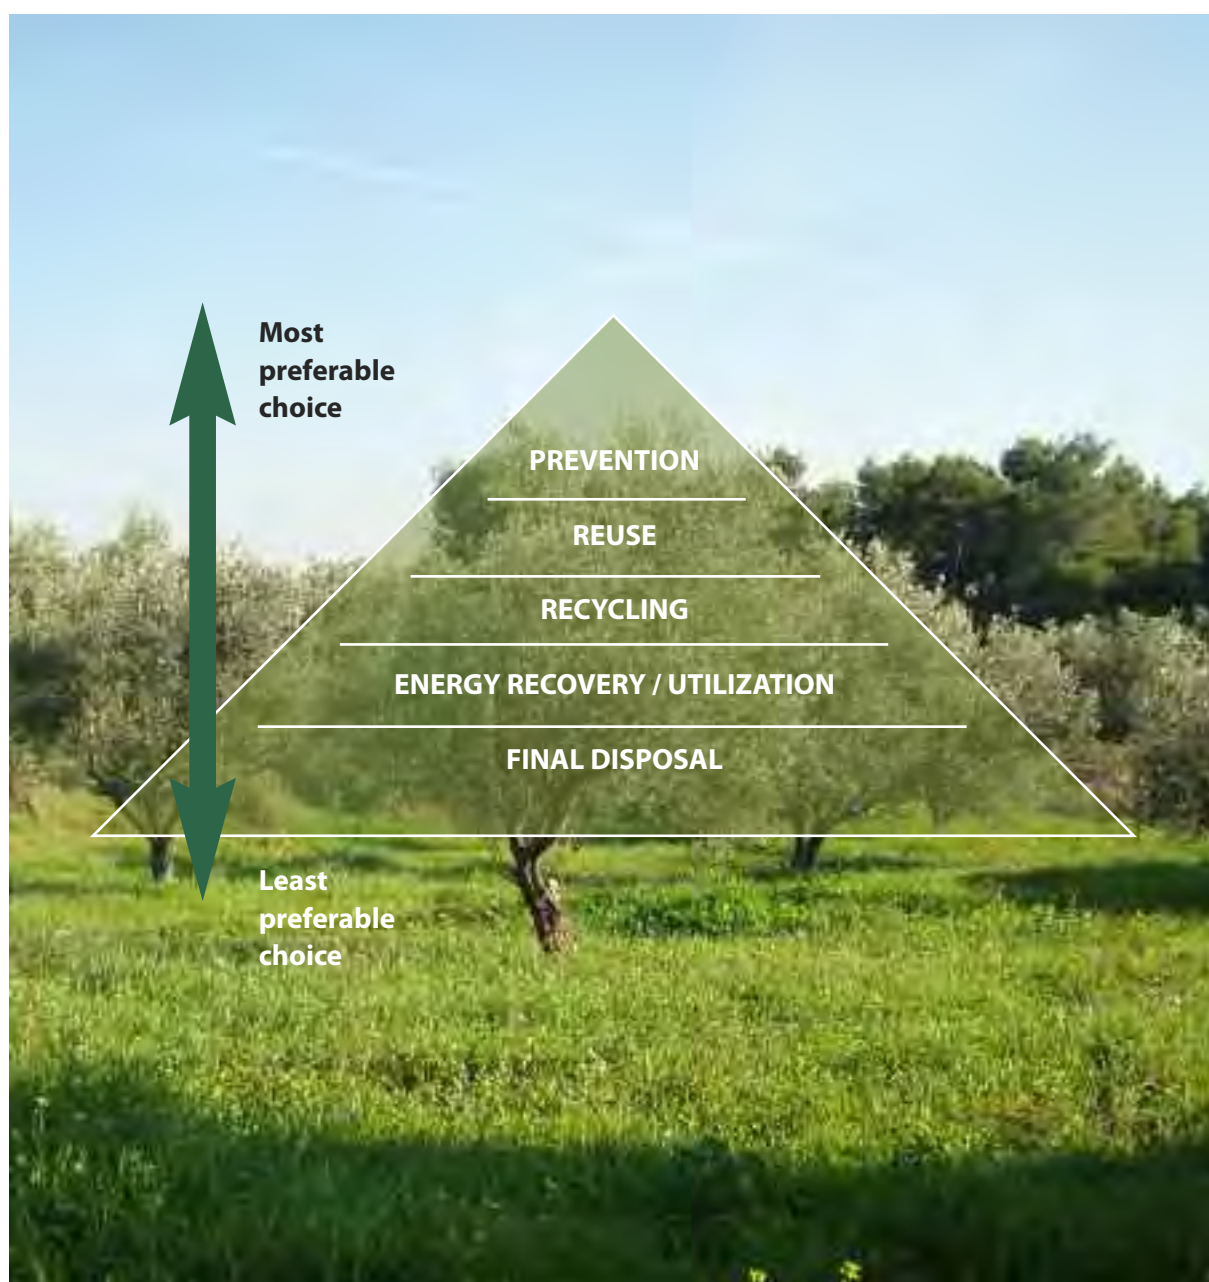 Most
preferable
choice
PREVENTION
REUSE
RECYCLING
ENERGY RECOVERY / UTILIZATION
FINAL DISPOSAL
Least
preferable
choice